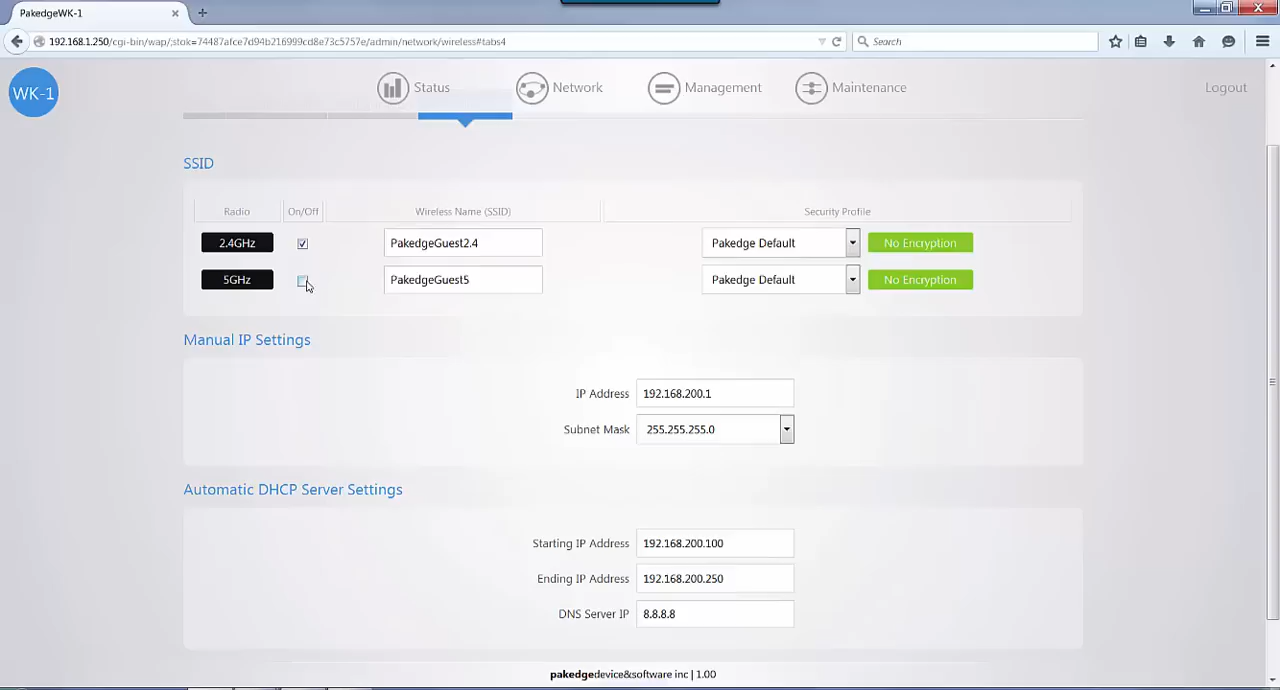 PakedgeWK-1
192.168.1.250/cgi-bin/wap/;stok=74487afce7d94b216999cd8e73c5757e/admin/network/wireless#tabs4
Search
WK-1
Status
Network
Management
Maintenance
Logout
SSID
Radio On/Off Wireless Name (SSID) Security Profile
2.4GHz PakedgeGuest2.4 Pakedge Default No Encryption
5GHz PakedgeGuest5 Pakedge Default No Encryption
Manual IP Settings
IP Address 192.168.200.1
Subnet Mask 255.255.255.0
Automatic DHCP Server Settings
Starting IP Address 192.168.200.100
Ending IP Address 192.168.200.250
DNS Server IP 8.8.8.8
pakedgedevice&software inc | 1.00